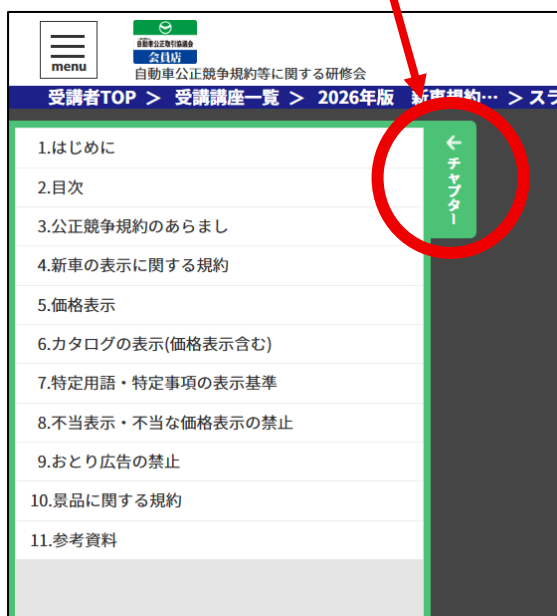 menu
自動車公正取引協議会
会員店
自動車公正競争規約等に関する研修会
受講者TOP ＞ 受講講座一覧 ＞ 2026年版 新車規約… ＞スラ
← チャプター
1.はじめに
2.目次
3.公正競争規約のあらまし
4.新車の表示に関する規約
5.価格表示
6.カタログの表示(価格表示含む)
7.特定用語・特定事項の表示基準
8.不当表示・不当な価格表示の禁止
9.おとり広告の禁止
10.景品に関する規約
11.参考資料